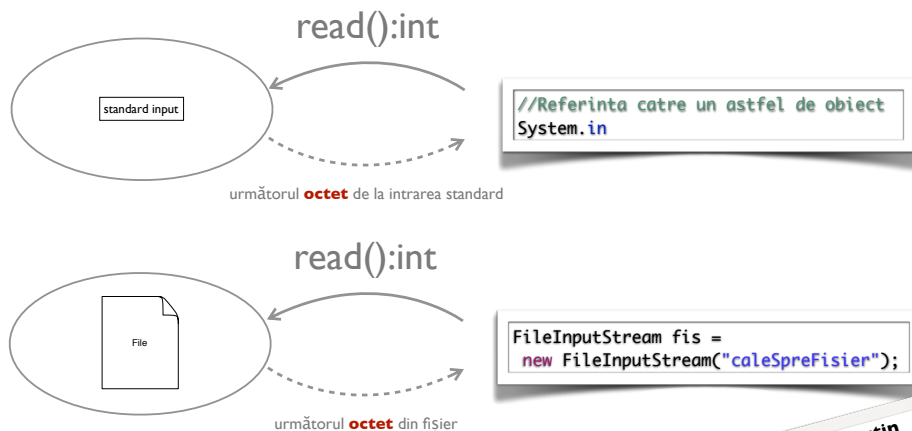 read():int
standard input
//Referinta catre un astfel de obiect
System.in
următorul octet de la intrarea standard
read():int
File
FileInputStream fis =
new FileInputStream("caleSpreFisier");
următorul octet din fișier